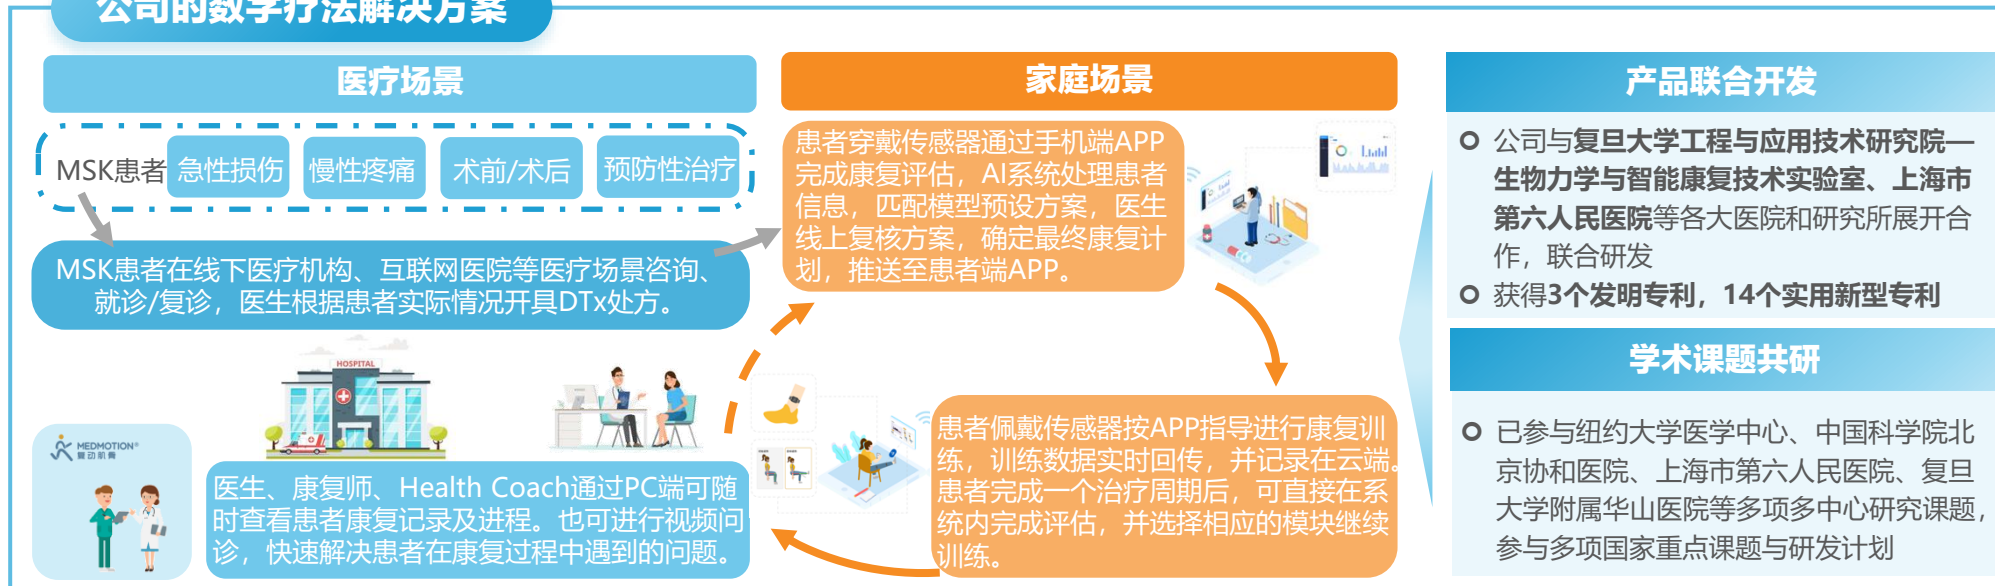 公司的数字疗法解决方案
医疗场景
MSK患者
急性损伤
慢性疼痛
术前/术后
预防性治疗
MSK患者在线下医疗机构、互联网医院等医疗场景咨询、
就诊/复诊，医生根据患者实际情况开具DTx处方。
HOSPITAL
MEDMOTION®
复动肌骨
医生、康复师、Health Coach通过PC端可随
时查看患者康复记录及进程。也可进行视频问
诊，快速解决患者在康复过程中遇到的问题。
家庭场景
患者穿戴传感器通过手机端APP
完成康复评估，AI系统处理患者
信息，匹配模型预设方案，医生
线上复核方案，确定最终康复计
划，推送至患者端APP。
患者佩戴传感器按APP指导进行康复训
练，训练数据实时回传，并记录在云端。
患者完成一个治疗周期后，可直接在系
统内完成评估，并选择相应的模块继续
训练。
产品联合开发
公司与复旦大学工程与应用技术研究院—
生物力学与智能康复技术实验室、上海市
第六人民医院等各大医院和研究所展开合
作，联合研发
获得3个发明专利，14个实用新型专利
学术课题共研
已参与纽约大学医学中心、中国科学院北
京协和医院、上海市第六人民医院、复旦
大学附属华山医院等多项多中心研究课题，
参与多项国家重点课题与研发计划